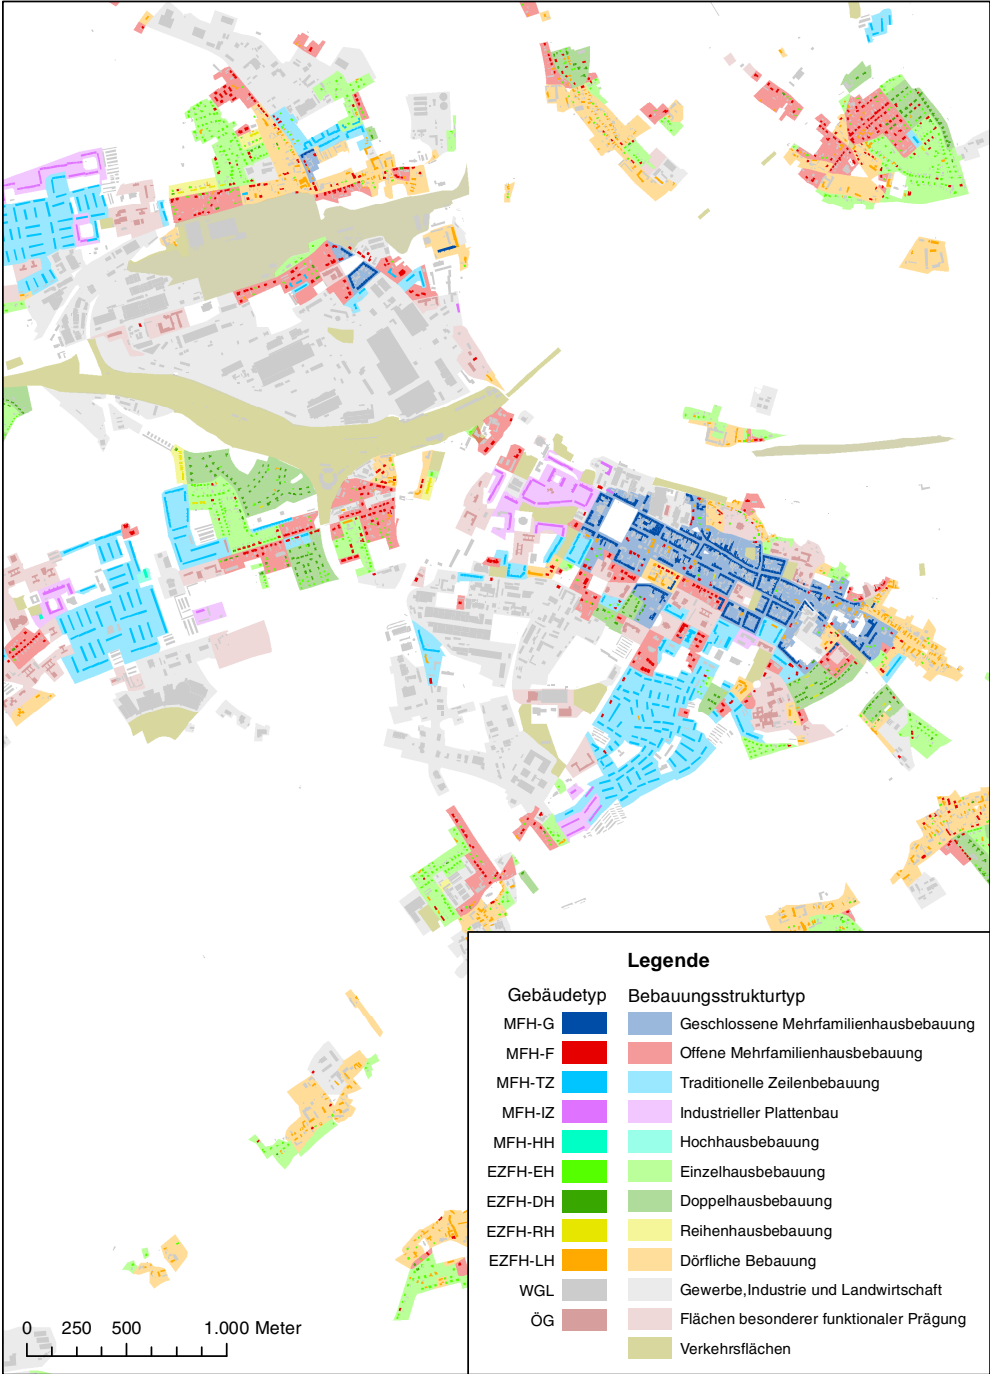 Legende
Gebäudetyp Bebauungsstrukturtyp
MFH-G Geschlossene Mehrfamilienhausbebauung
MFH-F Offene Mehrfamilienhausbebauung
MFH-TZ Traditionelle Zeilenbebauung
MFH-IZ Industrieller Plattenbau
MFH-HH Hochhausbebauung
EZFH-EH Einzelhausbebauung
EZFH-DH Doppelhausbebauung
EZFH-RH Reihenhausbebauung
EZFH-LH Dörfliche Bebauung
WGL Gewerbe,Industrie und Landwirtschaft
ÖG Flächen besonderer funktionaler Prägung
Verkehrsflächen
0 250 500 1.000 Meter